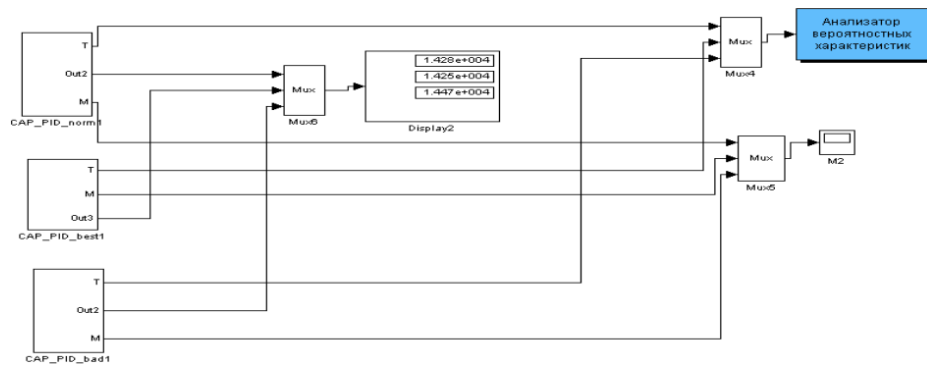 T
Out2
M
CAP_PID_norm1
Mux
Mux6
1.428e+004
1.425e+004
1.447e+004
Display2
Mux
Mux4
Анализатор
вероятностных
характеристик
T
M
Out3
CAP_PID_best1
Mux
Mux5
M2
T
Out2
M
CAP_PID_bad1